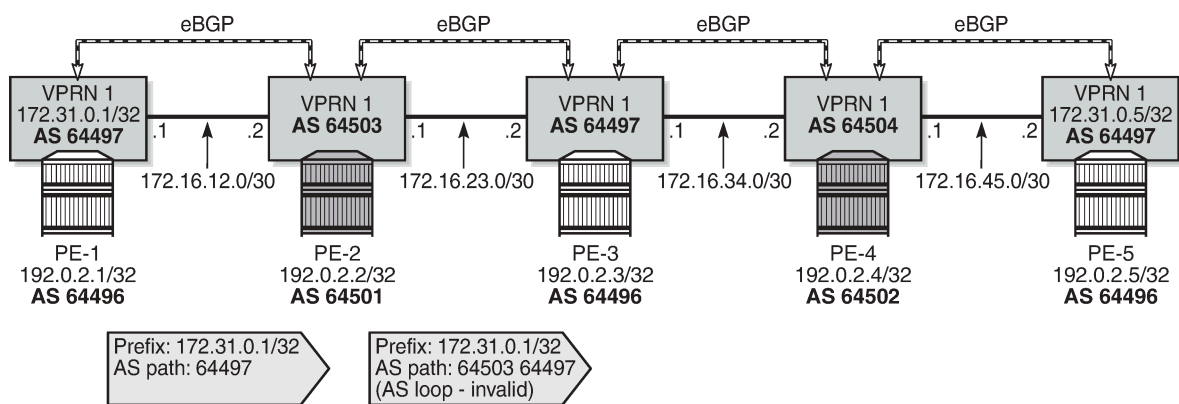 eBGP
eBGP
eBGP
eBGP
VPRN 1
172.31.0.1/32
AS 64497
VPRN 1
AS 64503
VPRN 1
AS 64497
VPRN 1
AS 64504
VPRN 1
172.31.0.5/32
AS 64497
.1
.2
.1
.2
.1
.2
.1
.2
172.16.12.0/30
172.16.23.0/30
172.16.34.0/30
172.16.45.0/30
PE-1
192.0.2.1/32
AS 64496
PE-2
192.0.2.2/32
AS 64501
PE-3
192.0.2.3/32
AS 64496
PE-4
192.0.2.4/32
AS 64502
PE-5
192.0.2.5/32
AS 64496
Prefix: 172.31.0.1/32
AS path: 64497
Prefix: 172.31.0.1/32
AS path: 64503 64497
(AS loop - invalid)